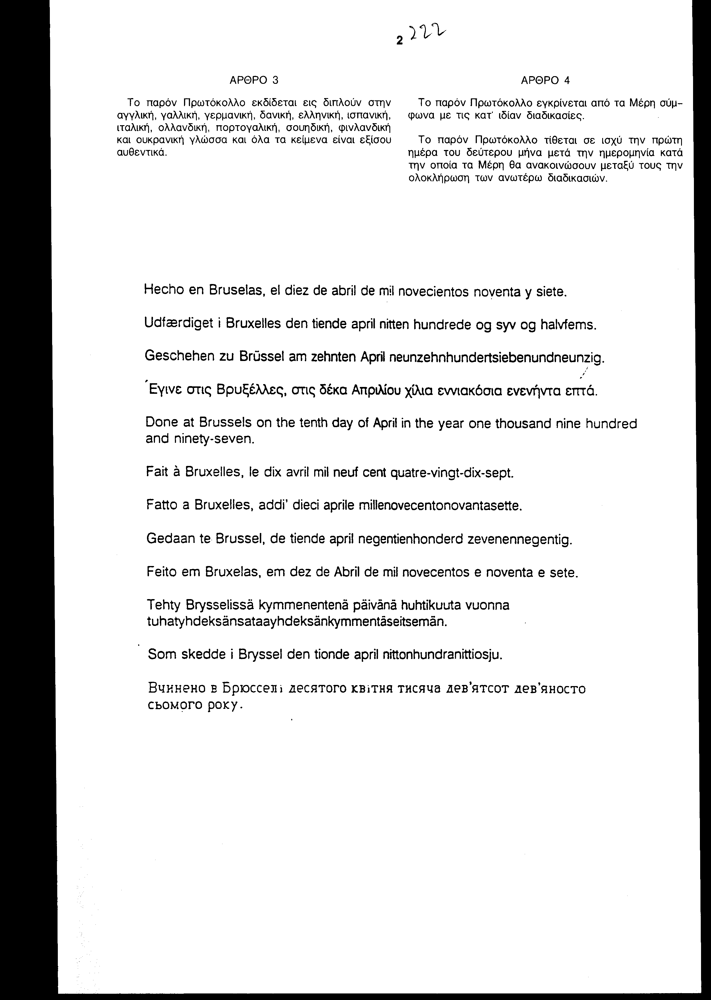 2 222
ΑΡΘΡΟ 3
Το παρόν Πρωτόκολλο εκδίδεται εις διπλούν στην
αγγλική, γαλλική, γερμανική, δανική, ελληνική, ισπανική,
ιταλική, ολλανδική, πορτογαλική, σουηδική, φινλανδική
και ουκρανική γλώσσα και όλα τα κείμενα είναι εξίσου
αυθεντικά.
ΑΡΘΡΟ 4
Το παρόν Πρωτόκολλο εγκρίνεται από τα Μέρη σύμ-
φωνα με τις κατ' ιδίαν διαδικασίες.
Το παρόν Πρωτόκολλο τίθεται σε ισχύ την πρώτη
ημέρα του δεύτερου μήνα μετά την ημερομηνία κατά
την οποία τα Μέρη θα ανακοινώσουν μεταξύ τους την
ολοκλήρωση των ανωτέρω διαδικασιών.
Hecho en Bruselas, el diez de abril de mil novecientos noventa y siete.
Udfærdiget i Bruxelles den tiende april nitten hundrede og syv og halvfems.
Geschehen zu Brüssel am zehnten April neunzehnhundertsiebenundneunzig.
Έγινε στις Βρυξέλλες, στις δέκα Απριλίου χίλια εννιακόσια ενενήντα επτά.
Done at Brussels on the tenth day of April in the year one thousand nine hundred
and ninety-seven.
Fait à Bruxelles, le dix avril mil neuf cent quatre-vingt-dix-sept.
Fatto a Bruxelles, addi' dieci aprile millenovecentonovantasette.
Gedaan te Brussel, de tiende april negentienhonderd zevenennegentig.
Feito em Bruxelas, em dez de Abril de mil novecentos e noventa e sete.
Tehty Brysselissä kymmenentenä päivänä huhtikuuta vuonna
tuhatyhdeksänsataayhdeksänkymmentäseitsemän.
Som skedde i Bryssel den tionde april nittonhundranittiosju.
Вчинено в Брюсселі десятого квітня тисяча дев'ятсот дев'яносто
сьомого року.